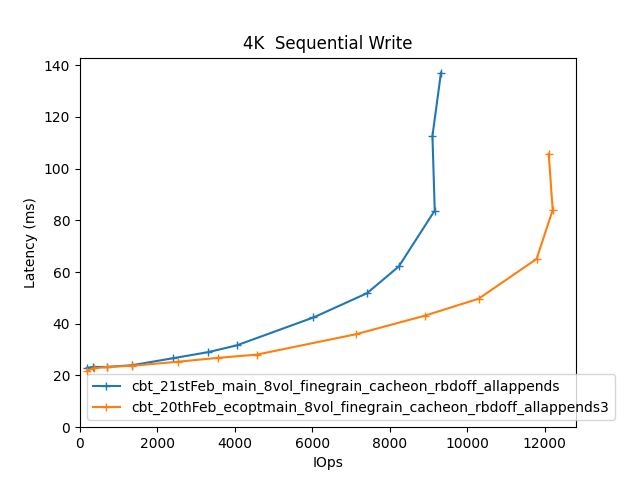 4K  Sequential Write
140
120
100
80
60
40
20
0
Latency (ms)
cbt_21stFeb_main_8vol_finegrain_cacheon_rbdoff_allappends
cbt_20thFeb_ecoptmain_8vol_finegrain_cacheon_rbdoff_allappends3
0 2000 4000 6000 8000 10000 12000
IOps